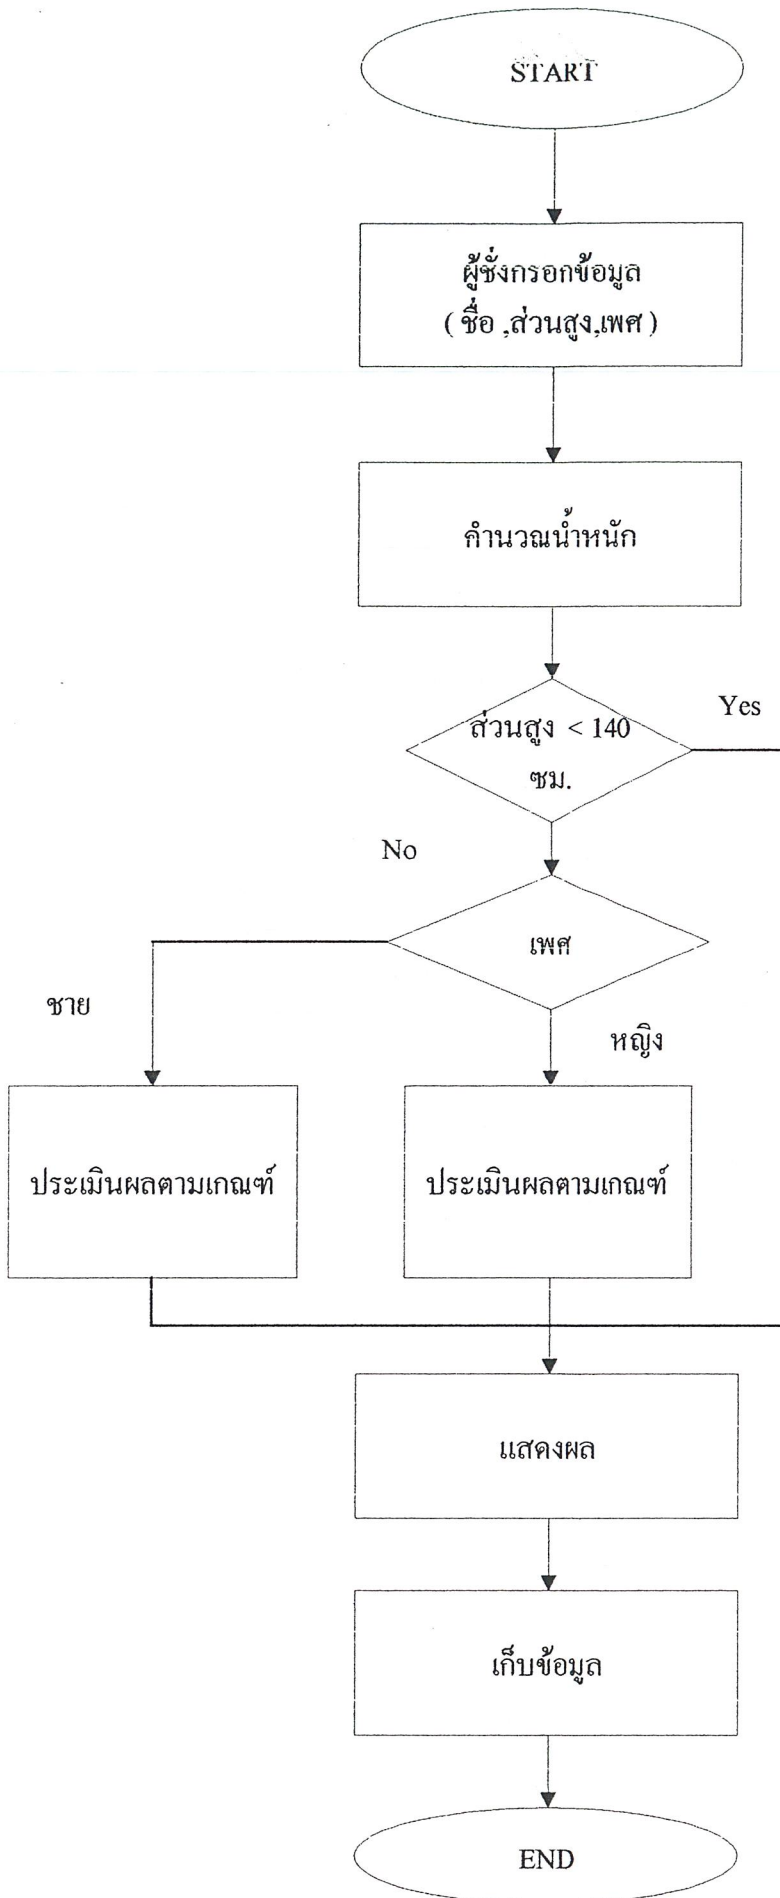 START
ผู้ชั่งกรอกข้อมูล
( ชื่อ ,ส่วนสูง,เพศ )
คำนวณน้ำหนัก
ส่วนสูง < 140
ซม.
Yes
No
เพศ
ชาย
หญิง
ประเมินผลตามเกณฑ์
ประเมินผลตามเกณฑ์
แสดงผล
เก็บข้อมูล
END